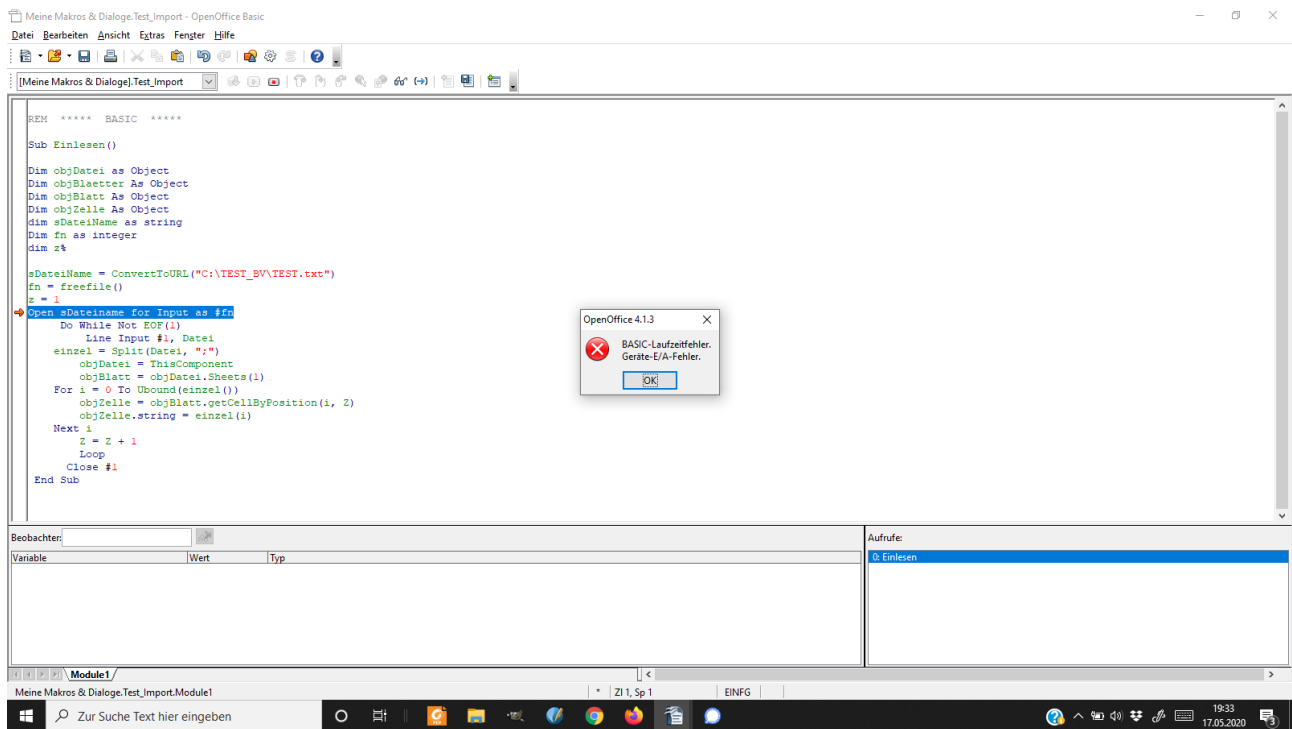 Meine Makros & Dialoge.Test_Import - OpenOffice Basic
Datei Bearbeiten Ansicht Extras Fenster Hilfe
[Meine Makros & Dialoge].Test_Import
REM ***** BASIC *****
Sub Einlesen()
Dim objDatei as Object
Dim objBlaetter As Object
Dim objBlatt As Object
Dim objZelle As Object
dim sDateiName as string
Dim fn as integer
dim z%
sDateiName = ConvertToURL("C:\TEST_BV\TEST.txt")
fn = freefile()
z = 1
Open sDateiname for Input as #fn
Do While Not EOF(1)
Line Input #1, Datei
einzel = Split(Datei, ";")
objDatei = ThisComponent
objBlatt = objDatei.Sheets(1)
For i = 0 To Ubound(einzel())
objZelle = objBlatt.getCellByPosition(i, Z)
objZelle.string = einzel(i)
Next i
Z = Z + 1
Loop
Close #1
End Sub
OpenOffice 4.1.3
BASIC-Laufzeitfehler.
Geräte-E/A-Fehler.
OK
Beobachter:
Variable Wert Typ
Aufrufe:
0: Einlesen
Module1
Meine Makros & Dialoge.Test_Import.Module1 * Zl 1, Sp 1 EINFG
Zur Suche Text hier eingeben
19:33
17.05.2020
3